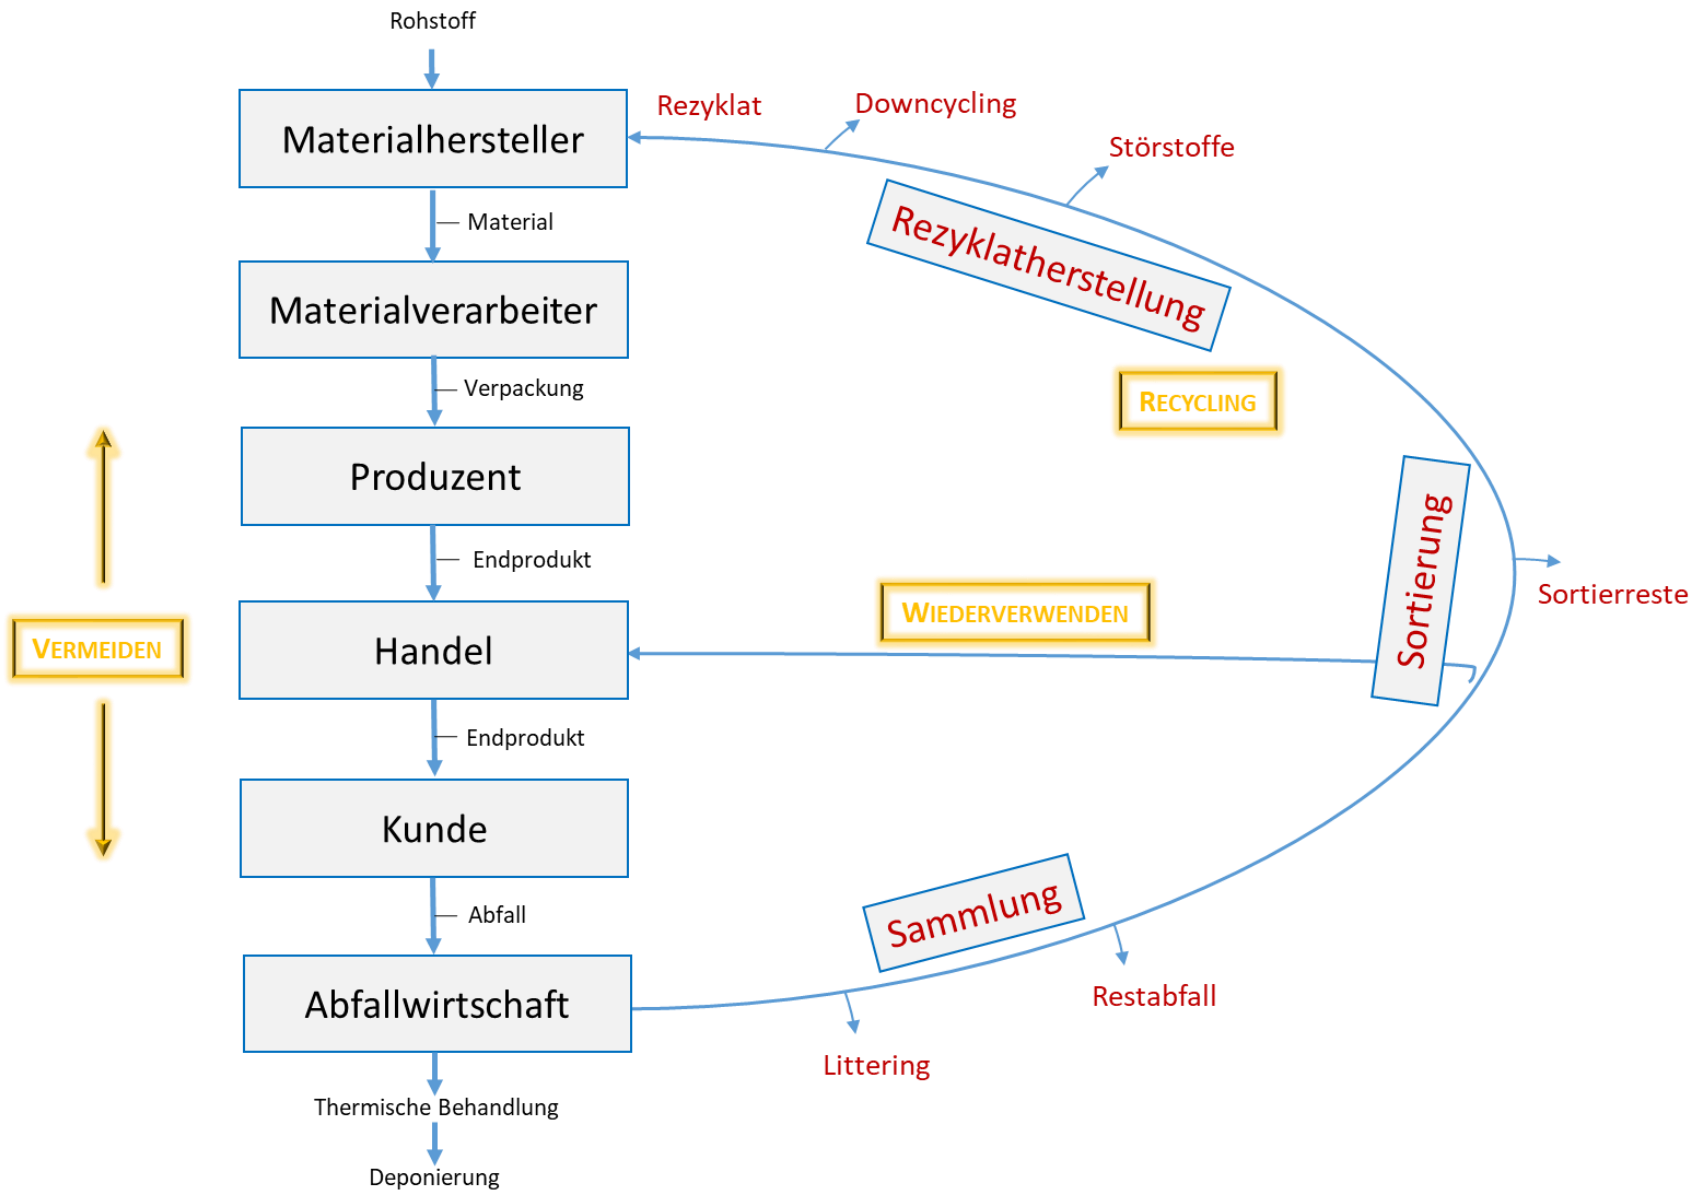 Rohstoff
Materialhersteller
Rezyklat
Downcycling
Störstoffe
Material
Rezyklatherstellung
Materialverarbeiter
Verpackung
RECYCLING
Produzent
Sortierung
Endprodukt
Sortierreste
WIEDERVERWENDEN
VERMEIDEN
Handel
Endprodukt
Kunde
Sammlung
Abfall
Abfallwirtschaft
Restabfall
Littering
Thermische Behandlung
Deponierung